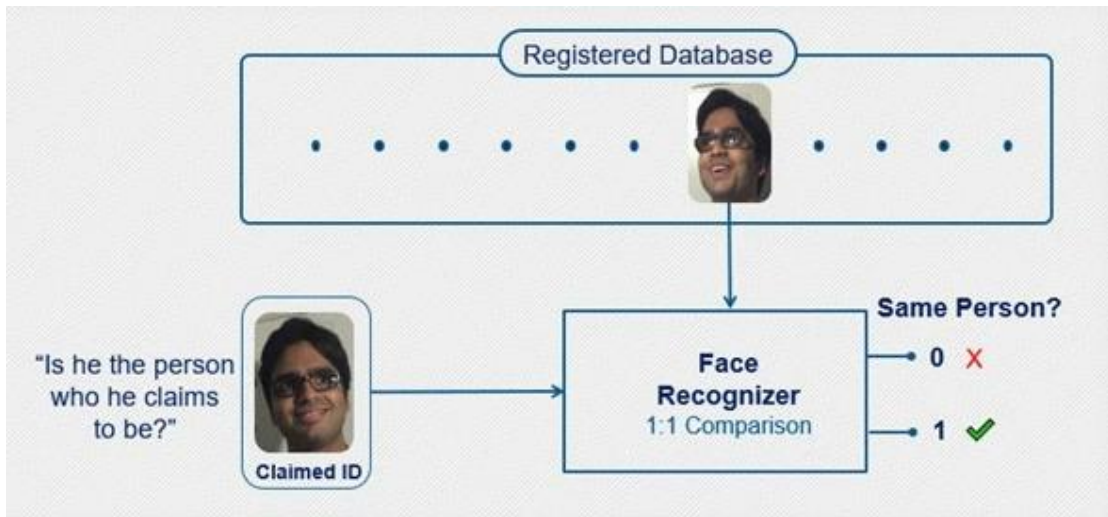 Registered Database
"Is he the person
who he claims
to be?"
Claimed ID
Face
Recognizer
1:1 Comparison
Same Person?
0 X
1 ✔